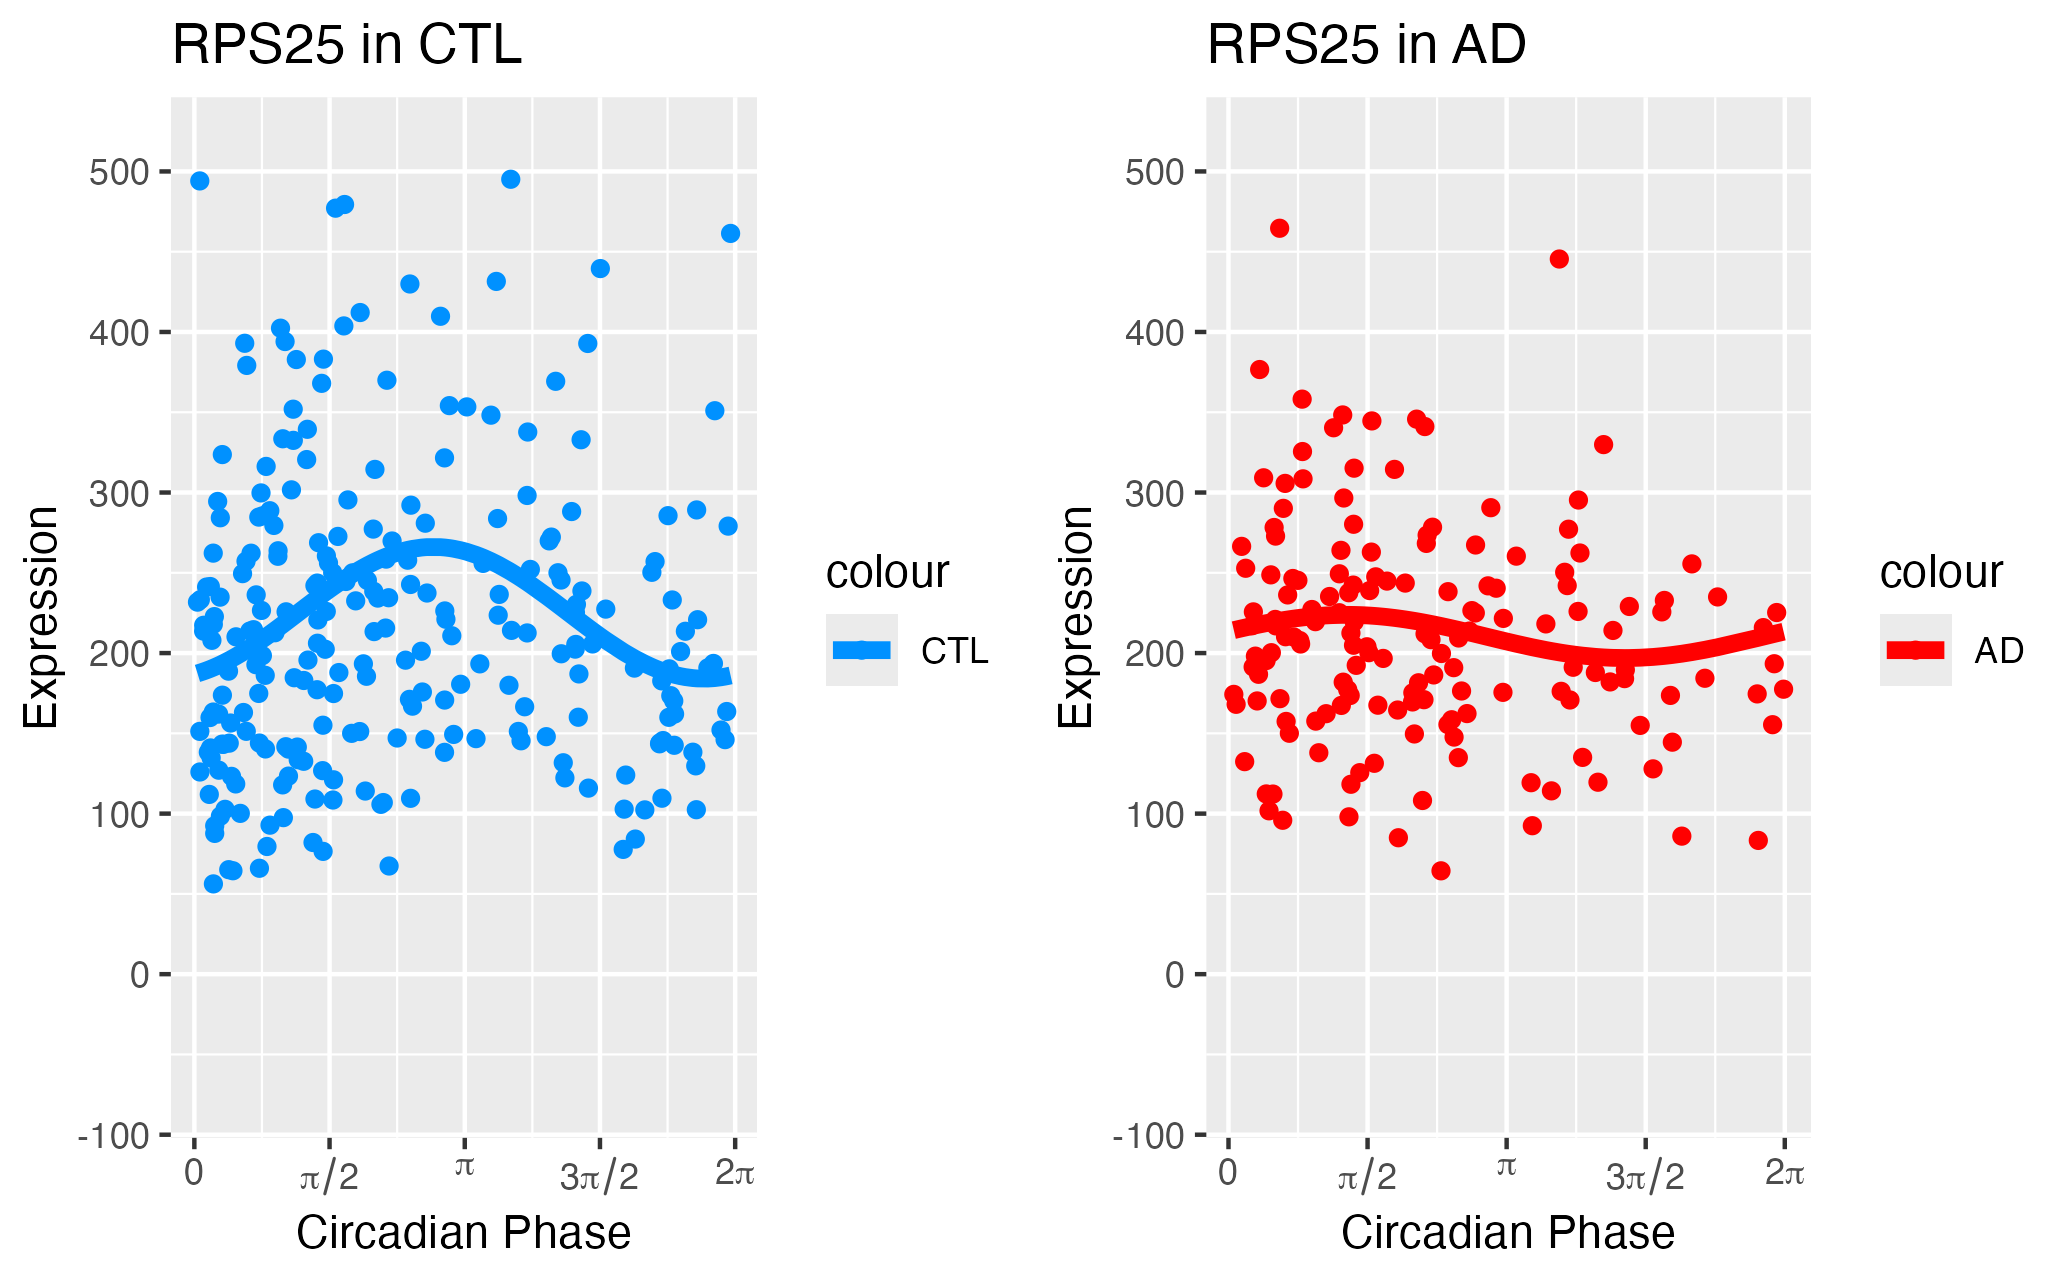 RPS25 in CTL
500
400
300
200
100
0
-100
Expression
0 π/2 π 3π/2 2π
Circadian Phase
colour
CTL
RPS25 in AD
500
400
300
200
100
0
-100
Expression
0 π/2 π 3π/2 2π
Circadian Phase
colour
AD